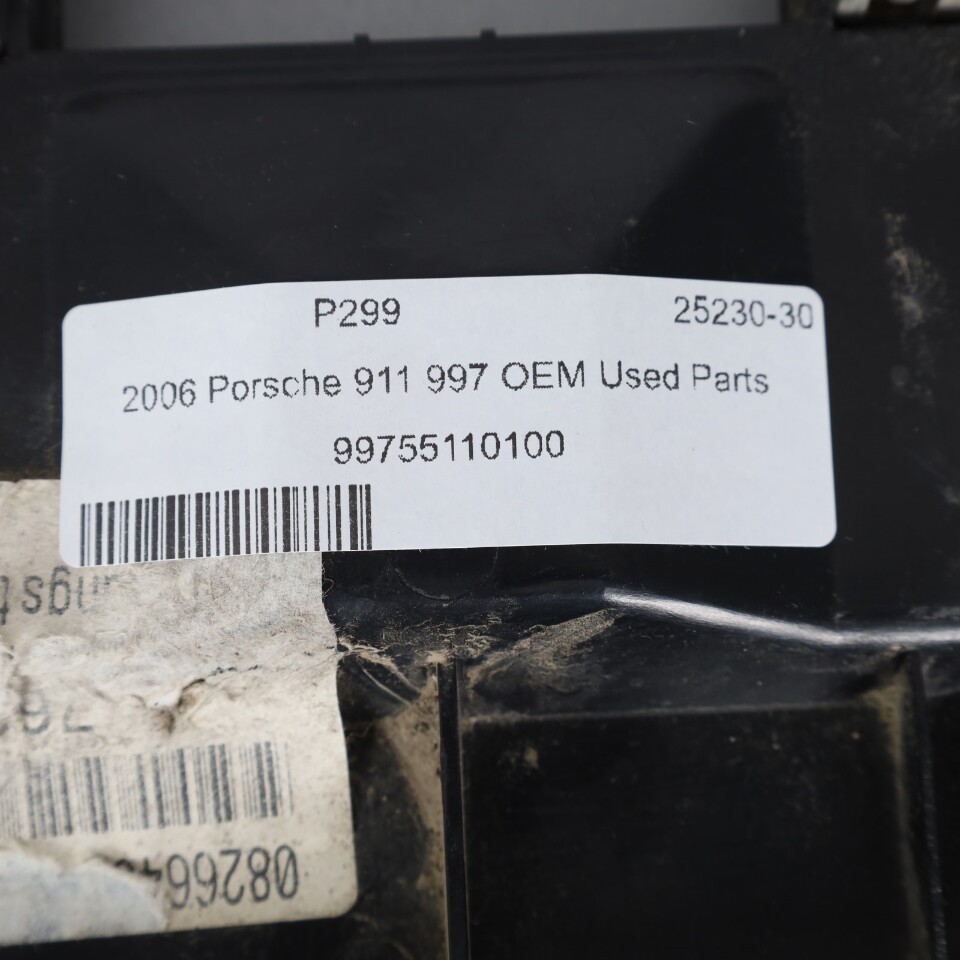 P299 25230-30
2006 Porsche 911 997 OEM Used Parts
99755110100